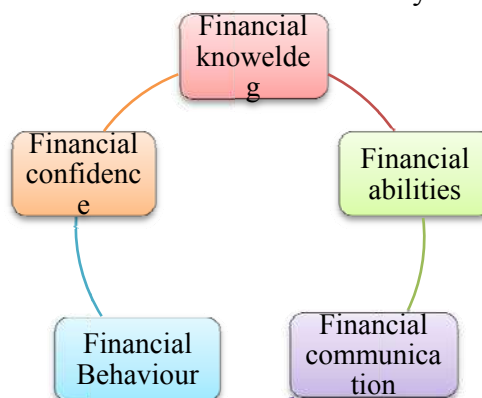 y
Financial
knowelde
g
Financial
confidenc
e
Financial
abilities
Financial
Behaviour
Financial
communica
tion